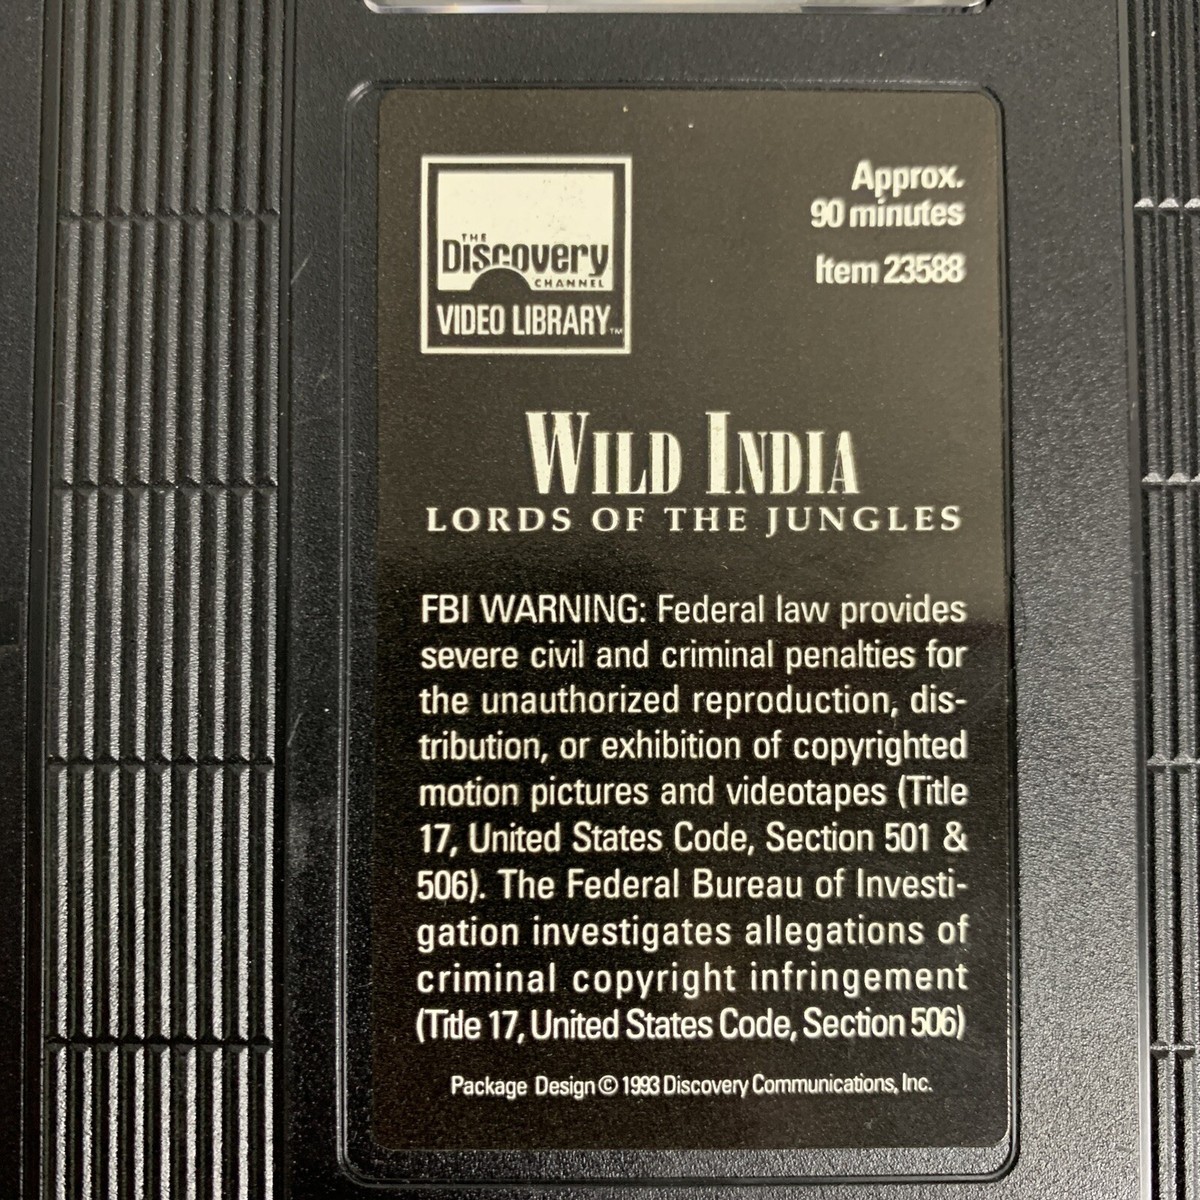 THE
Discovery
CHANNEL
VIDEO LIBRARY™
Approx.
90 minutes
Item 23588
WILD INDIA
LORDS OF THE JUNGLES
FBI WARNING: Federal law provides
severe civil and criminal penalties for
the unauthorized reproduction, dis-
tribution, or exhibition of copyrighted
motion pictures and videotapes (Title
17, United States Code, Section 501 &
506). The Federal Bureau of Investi-
gation investigates allegations of
criminal copyright infringement
(Title 17, United States Code, Section 506)
Package Design © 1993 Discovery Communications, Inc.